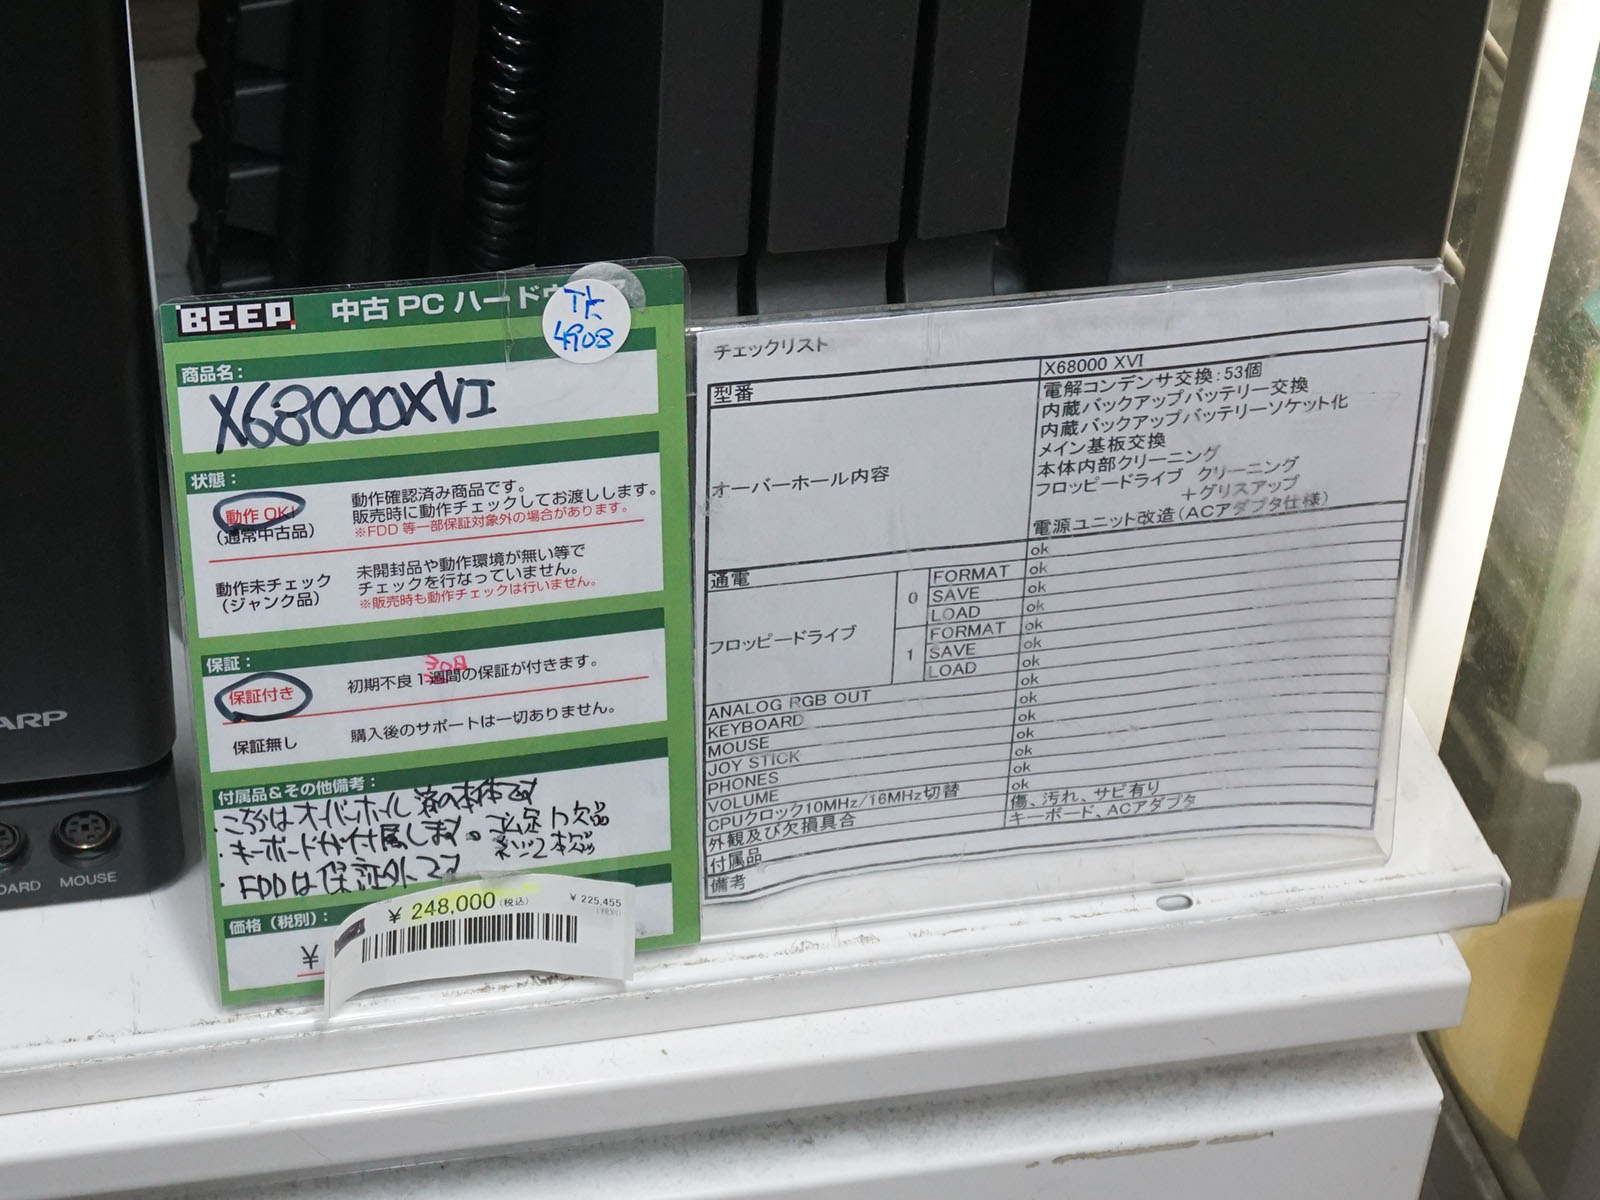 BEEP. 中古 PC ハードウェア
TK
4908
商品名：
X68000XVI
状態：
動作 OK！
（通常中古品）
動作確認済み商品です。
販売時に動作チェックしてお渡しします。
※FDD 等一部保証対象外の場合があります。
動作未チェック
（ジャンク品）
未開封品や動作環境が無い等で
チェックを行なっていません。
※販売時も動作チェックは行いません。
保証：
保証付き
30日
初期不良１週間の保証が付きます。
保証無し
購入後のサポートは一切ありません。
付属品&その他備考：
・こちらはオーバーホール済の本体です
・キーボードが付属します。ゴム足1ヶ欠品
ネジ2本欠
・FDDは保証外です
価格（税別）：
¥
¥ 248,000(税込)
¥ 225,455
(税別)
チェックリスト
型番
X68000 XVI
オーバーホール内容
電解コンデンサ交換：53個
内蔵バックアップバッテリー交換
内蔵バックアップバッテリーソケット化
メイン基板交換
本体内部クリーニング
フロッピードライブ クリーニング
＋グリスアップ
電源ユニット改造（ACアダプタ仕様）
通電
ok
フロッピードライブ
0
FORMAT
ok
SAVE
ok
LOAD
ok
1
FORMAT
ok
SAVE
ok
LOAD
ok
ANALOG RGB OUT
ok
KEYBOARD
ok
MOUSE
ok
JOY STICK
ok
PHONES
ok
VOLUME
ok
CPUクロック10MHz/16MHz切替
ok
外観及び欠損具合
傷、汚れ、サビ有り
付属品
キーボード、ACアダプタ
備考
ARP
OARD
MOUSE